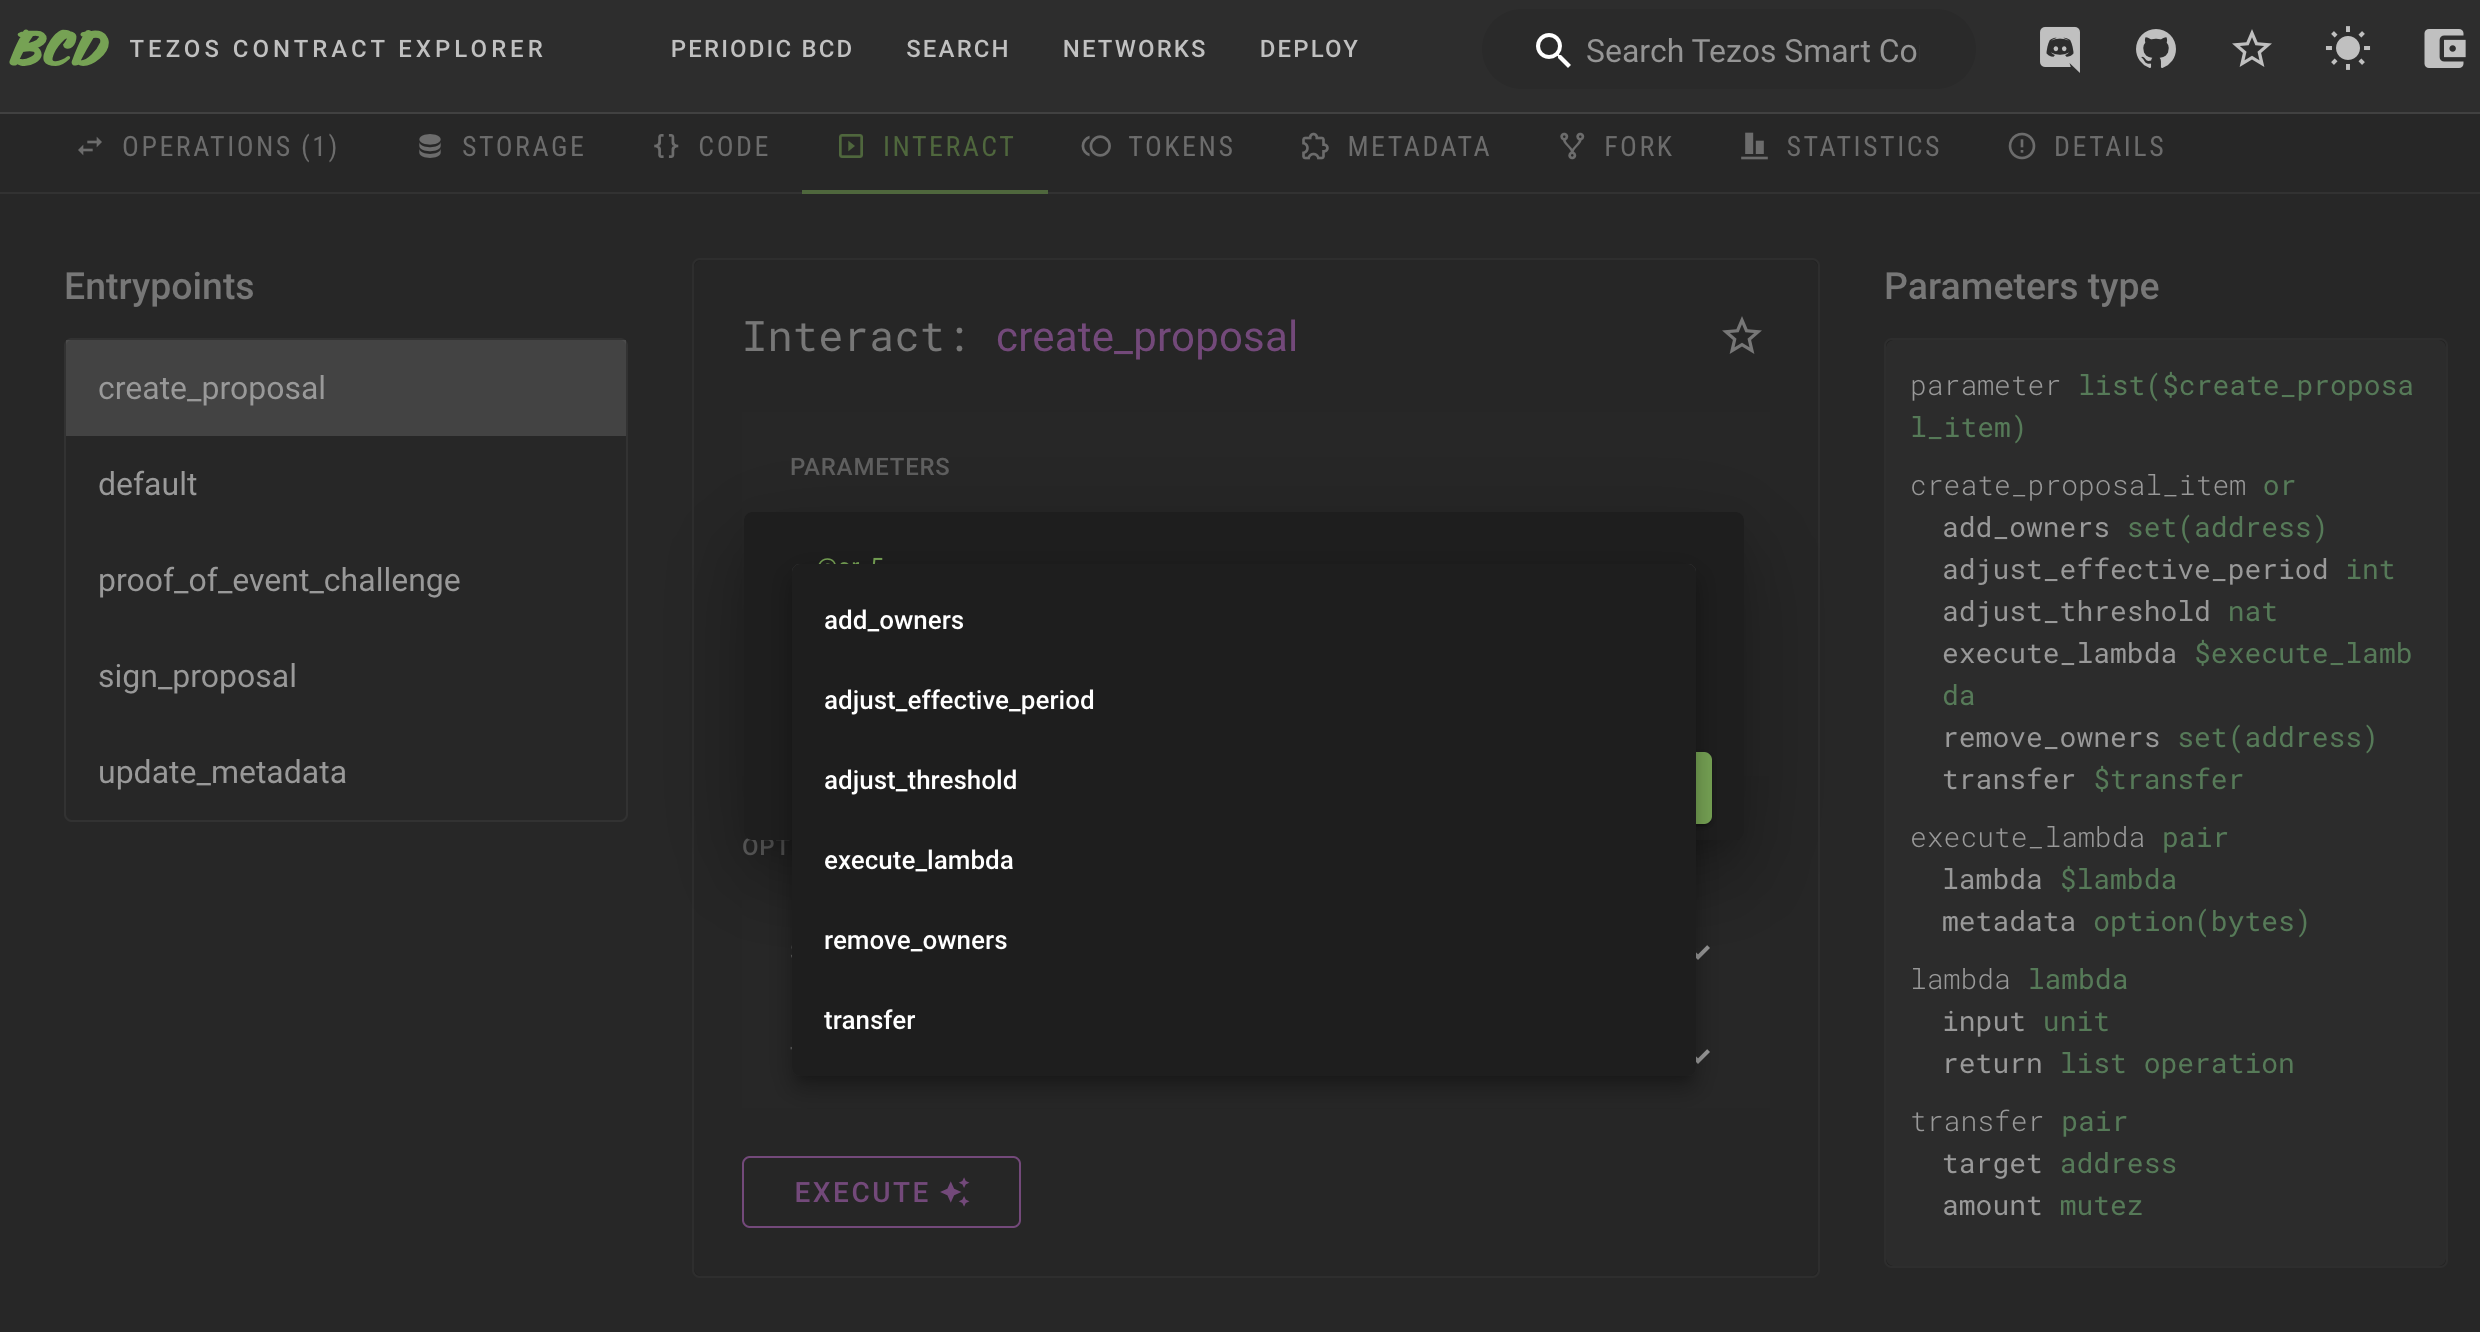 BCD TEZOS CONTRACT EXPLORER PERIODIC BCD SEARCH NETWORKS DEPLOY Search Tezos Smart Co
OPERATIONS (1) STORAGE {} CODE INTERACT TOKENS METADATA FORK STATISTICS DETAILS
Entrypoints
create_proposal
default
proof_of_event_challenge
sign_proposal
update_metadata
Interact: create_proposal
PARAMETERS
add_owners
adjust_effective_period
adjust_threshold
execute_lambda
remove_owners
transfer
OPT
EXECUTE
Parameters type
parameter list($create_proposa
l_item)
create_proposal_item or
add_owners set(address)
adjust_effective_period int
adjust_threshold nat
execute_lambda $execute_lamb
da
remove_owners set(address)
transfer $transfer
execute_lambda pair
lambda $lambda
metadata option(bytes)
lambda lambda
input unit
return list operation
transfer pair
target address
amount mutez